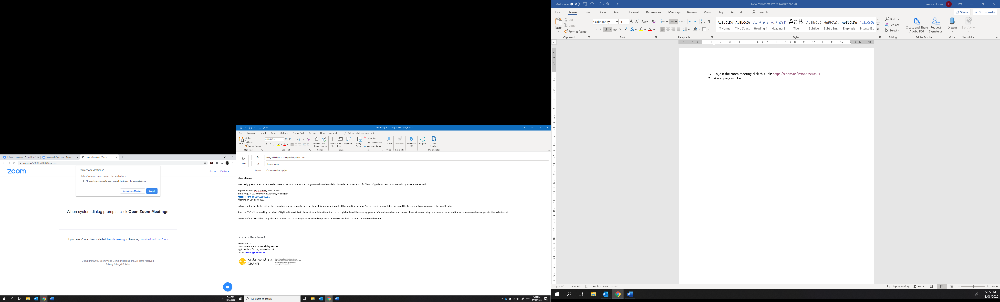 Joining a meeting – Zoom Help
Meeting Information - Zoom
Launch Meeting - Zoom
zoom.us/s/98655940891#success
zoom
Support
English
Open Zoom Meetings?
https://zoom.us wants to open this application.
Always allow zoom.us to open links of this type in the associated app
Open Zoom Meetings
Cancel
When system dialog prompts, click Open Zoom Meetings.
If you have Zoom Client installed, launch meeting. Otherwise, download and run Zoom.
Copyright ©2020 Zoom Video Communications, Inc. All rights reserved.
Privacy & Legal Policies
5:05 PM
18/08/2020
Community hui sunday - Message (HTML)
File Message Insert Draw Options Format Text Review Help Acrobat Tell me what you want to do
Paste
Cut
Copy
Format Painter
Clipboard
Calibri (Bo 11
B I U
Basic Text
Address Book
Check Names
Names
Attach File
Attach Item
Signature
Include
Assign Policy
Follow Up
High Importance
Low Importance
Tags
Dictate
Voice
Sensitivity
Sensitivity
Dynamics 365
Insights
View Templates
My Templates
Send
To
Margot Nicholson <margot@nfpworks.co.nz>;
Cc
Thomas Irvine
Subject
Community hui sunday
Kia ora Margot,
Was really great to speak to you earlier. Here is the zoom link for the hui, you can share this widely. I have also attached a bit of a "how to" guide for new zoom users that you can share as well.
Topic: Clean Up Waitaramoa / Hobson Bay
Time: Aug 23, 2020 02:00 PM Auckland, Wellington
https://zoom.us/j/98655940891
Meeting ID: 986 5594 0891
In terms of the hui itself, I will be there to admin and am happy to do a run through beforehand if you feel that would be helpful. You can email me any slides you would like to use and I can screenshare them on the day
Tom our COO will be speaking on behalf of Ngāti Whātua Ōrākei – he wont be able to attend the run through but he will be covering general information such as who we are, the work we are doing, our views on water and the environemtn and our responsibilities as kaitiaki etc.
In terms of the overall hui our goals are to ensure the community is informed and empowered – to do so we think it is important to keep the tone
Hei kōna mai i roto i ngā mihi
Jessica Hiscox
Environmental and Sustainability Partner
Ngāti Whātua Ōrākei, Whai Māia Ltd
email: jessicah@nwo.iwi.nz
NGĀTI WHĀTUA
ŌRĀKEI
Type here to search
ENG
5:05 PM
18/08/2020
AutoSave Off
New Microsoft Word Document (4)
Jessica Hiscox JH
File Home Insert Draw Design Layout References Mailings Review View Help Acrobat Search
Share
Comments
Paste
Cut
Copy
Format Painter
Clipboard
Calibri (Body) 11
B I U ab
Font
Paragraph
AaBbCcDc AaBbCcDc AaBbCc AaBbCcE AaB AaBbCcD AaBbCcDa AaBbCcDa AaBbCcDa
¶ Normal ¶ No Spac... Heading 1 Heading 2 Title Subtitle Subtle Em... Emphasis Intense E...
Styles
Find
Replace
Select
Editing
Create and Share Adobe PDF
Request Signatures
Adobe Acrobat
Dictate
Voice
Sensitivity
Sensitivity
1. To join the zoom meeting click this link: https://zoom.us/j/98655940891
2. A webpage will load
Page 1 of 1 15 words English (New Zealand)
Display Settings Focus 100%
5:05 PM
18/08/2020